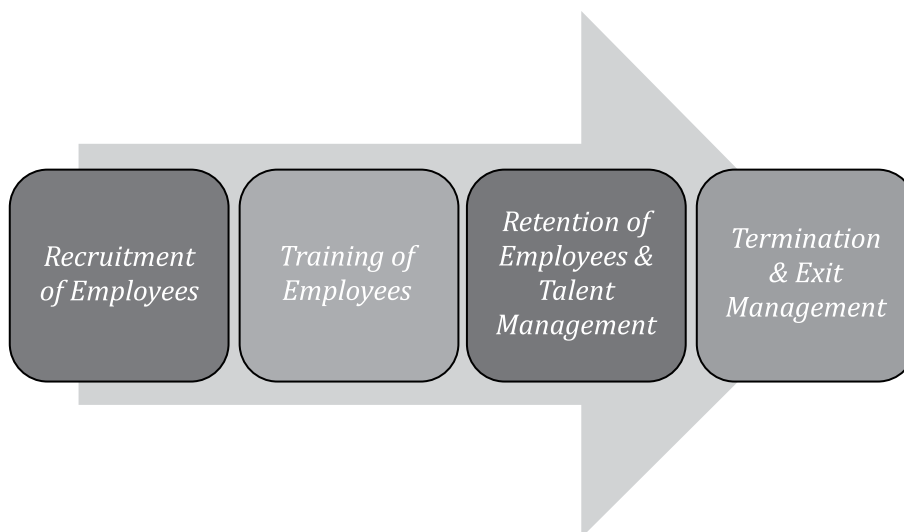 Recruitment
of Employees
Training of
Employees
Retention of
Employees &
Talent
Management
Termination
& Exit
Management